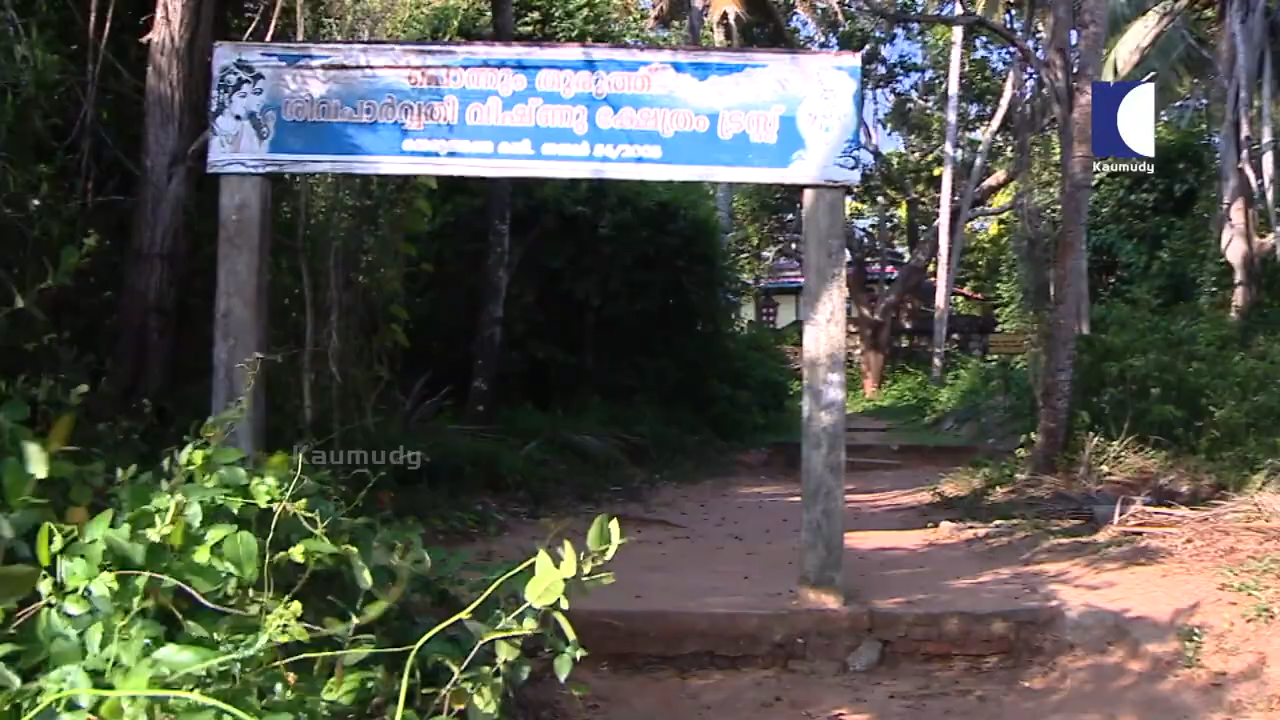 പൊന്നും തുരുത്ത്
ശിവപാർവ്വതീ വിഷ്ണു ക്ഷേത്രം ട്രസ്റ്റ്
Kaumudy
Kaumudy